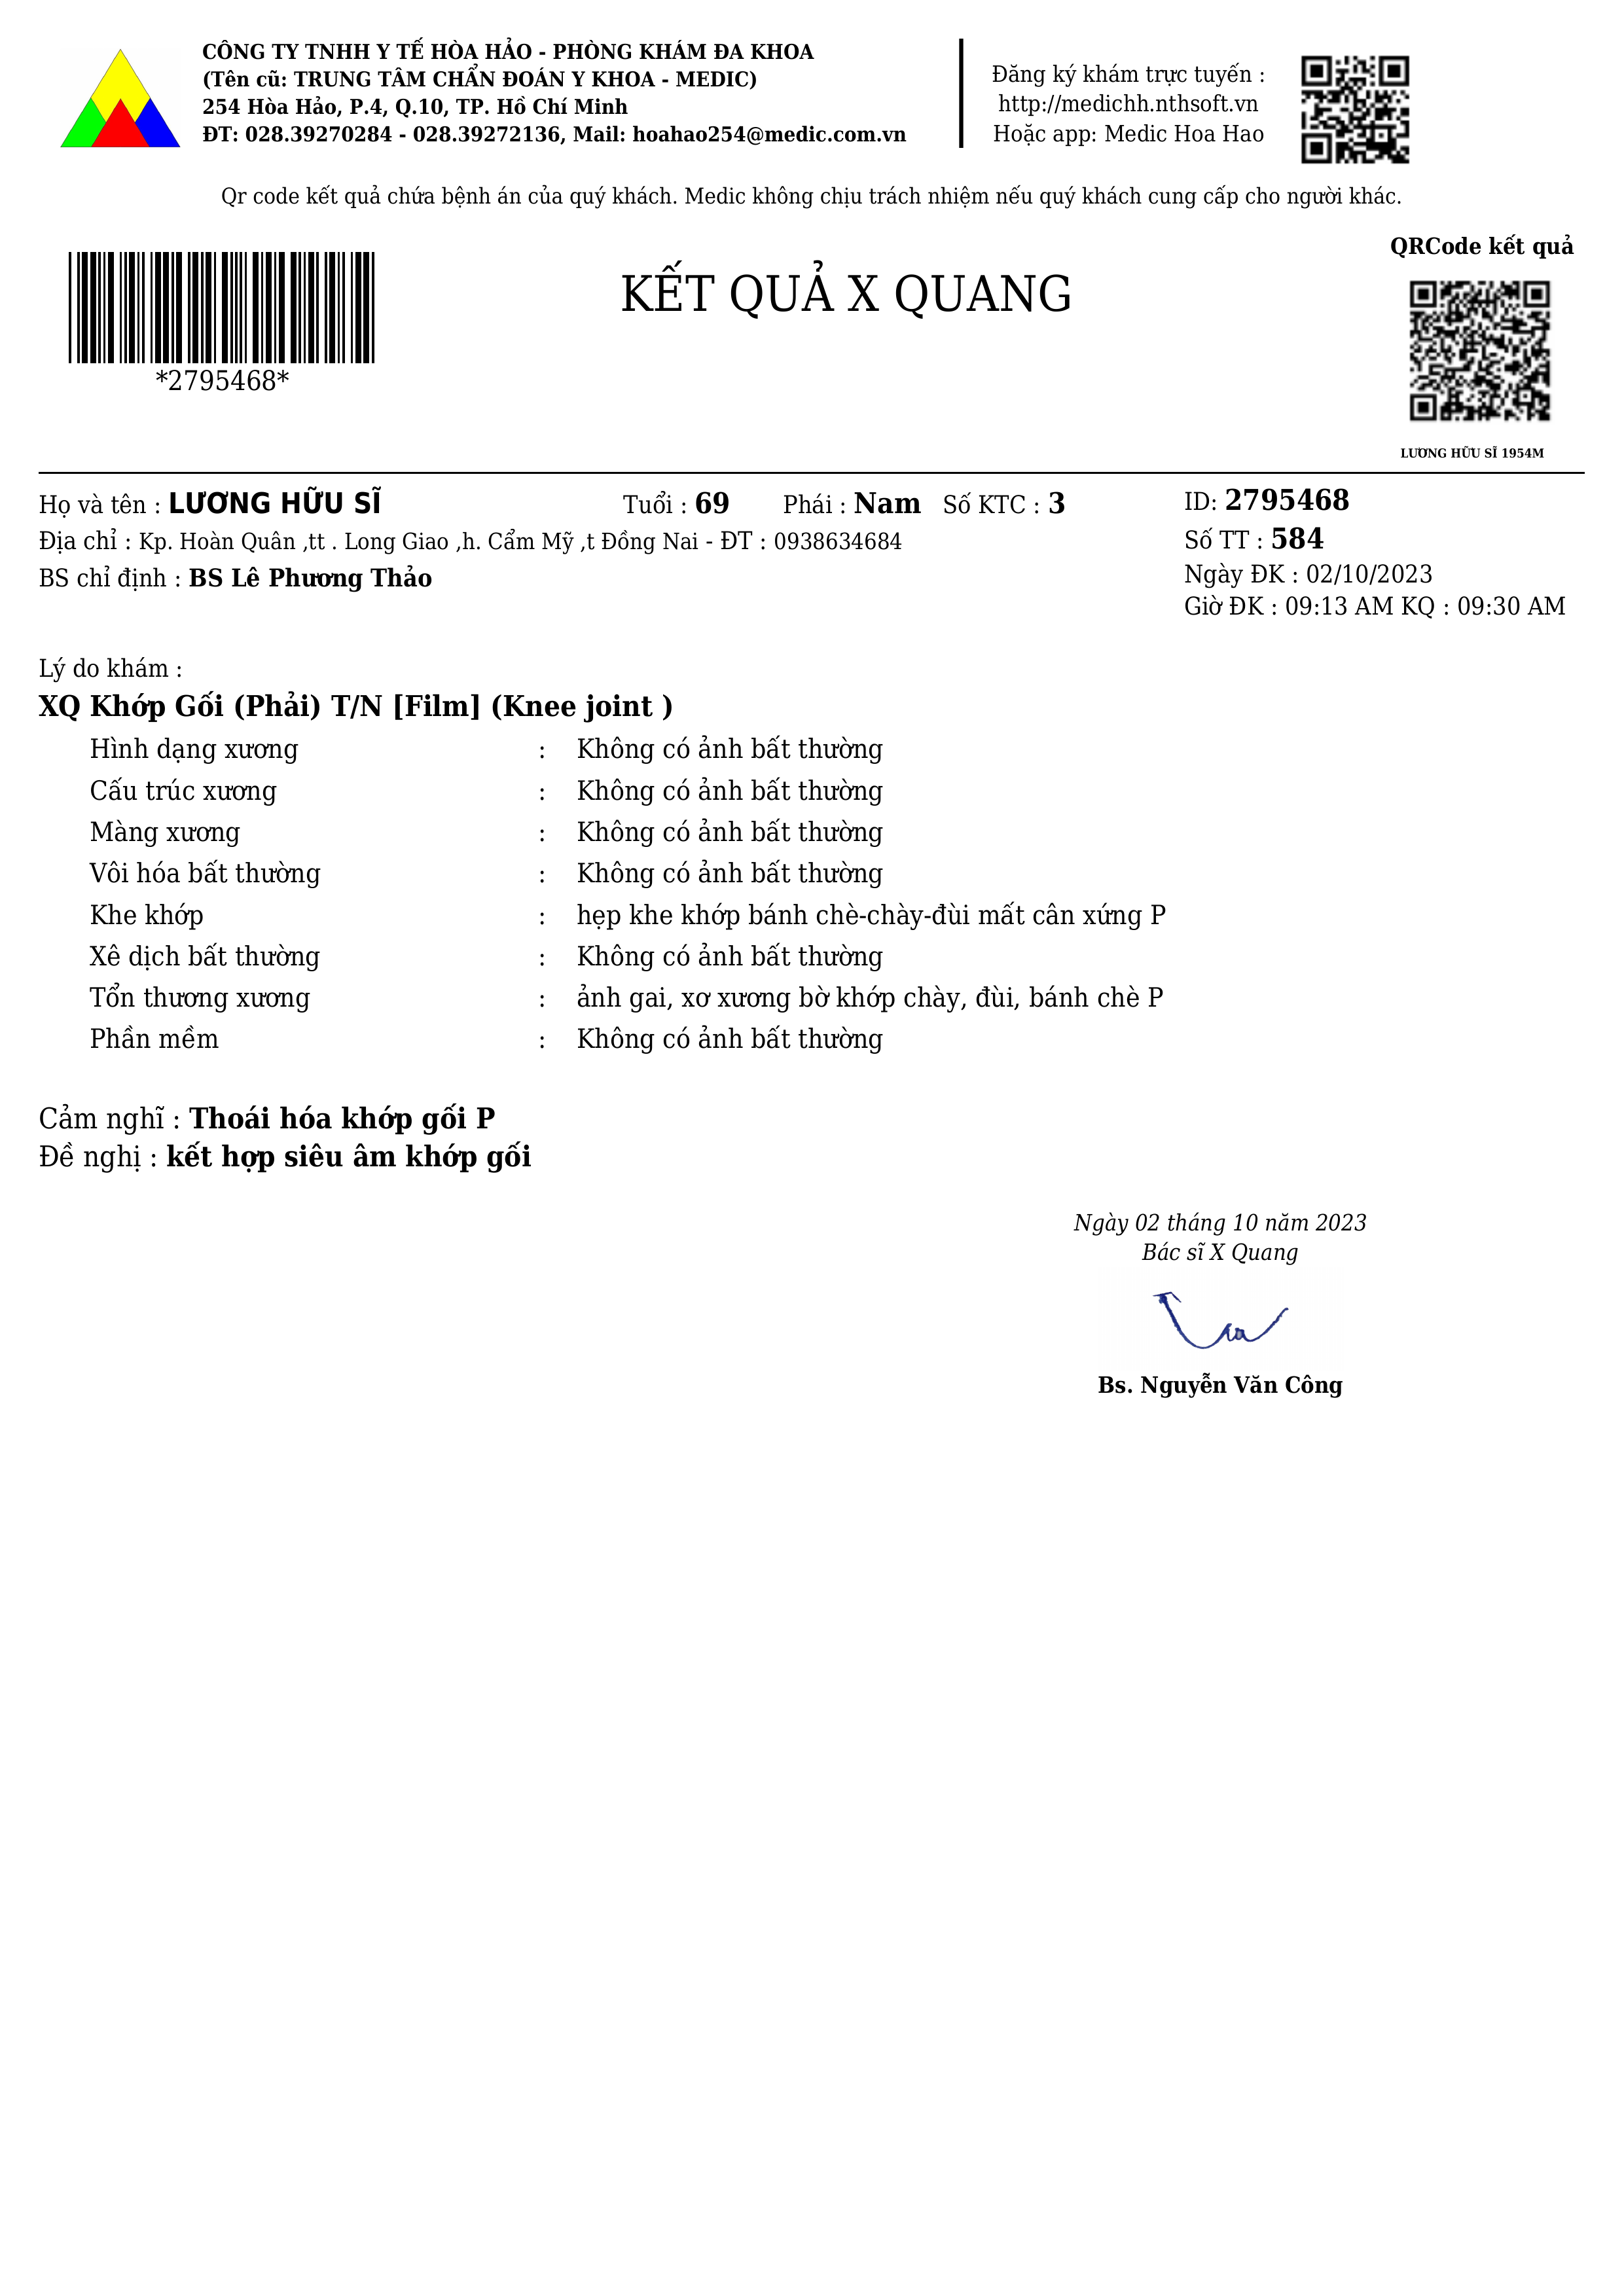 CÔNG TY TNHH Y TẾ HÒA HẢO - PHÒNG KHÁM ĐA KHOA
(Tên cũ: TRUNG TÂM CHẨN ĐOÁN Y KHOA - MEDIC)
254 Hòa Hảo, P.4, Q.10, TP. Hồ Chí Minh
ĐT: 028.39270284 - 028.39272136, Mail: hoahao254@medic.com.vn
Đăng ký khám trực tuyến :
http://medichh.nthsoft.vn
Hoặc app: Medic Hoa Hao
Qr code kết quả chứa bệnh án của quý khách. Medic không chịu trách nhiệm nếu quý khách cung cấp cho người khác.
*2795468*
KẾT QUẢ X QUANG
QRCode kết quả
LƯƠNG HỮU SĨ 1954M
Họ và tên : LƯƠNG HỮU SĨ Tuổi : 69 Phái : Nam Số KTC : 3
Địa chỉ : Kp. Hoàn Quân ,tt . Long Giao ,h. Cẩm Mỹ ,t Đồng Nai - ĐT : 0938634684
BS chỉ định : BS Lê Phương Thảo
ID: 2795468
Số TT : 584
Ngày ĐK : 02/10/2023
Giờ ĐK : 09:13 AM KQ : 09:30 AM
Lý do khám :
XQ Khớp Gối (Phải) T/N [Film] (Knee joint )
Hình dạng xương : Không có ảnh bất thường
Cấu trúc xương : Không có ảnh bất thường
Màng xương : Không có ảnh bất thường
Vôi hóa bất thường : Không có ảnh bất thường
Khe khớp : hẹp khe khớp bánh chè-chày-đùi mất cân xứng P
Xê dịch bất thường : Không có ảnh bất thường
Tổn thương xương : ảnh gai, xơ xương bờ khớp chày, đùi, bánh chè P
Phần mềm : Không có ảnh bất thường
Cảm nghĩ : Thoái hóa khớp gối P
Đề nghị : kết hợp siêu âm khớp gối
Ngày 02 tháng 10 năm 2023
Bác sĩ X Quang
Bs. Nguyễn Văn Công